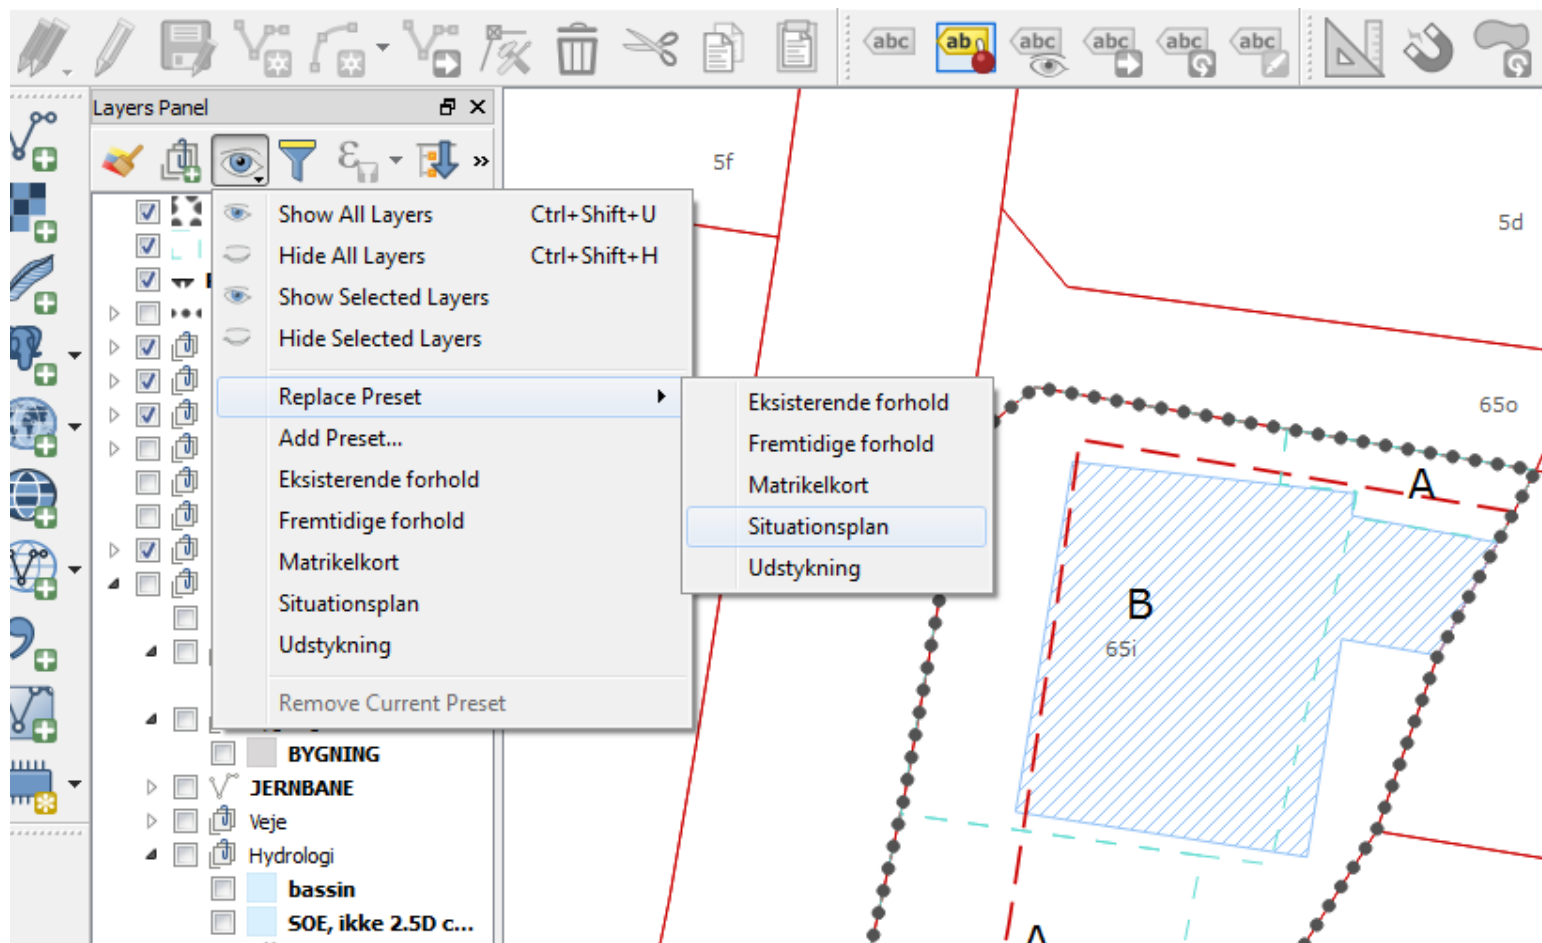 abc
ab
abc
abc
abc
abc
Layers Panel
Show All Layers Ctrl+Shift+U
Hide All Layers Ctrl+Shift+H
Show Selected Layers
Hide Selected Layers
Replace Preset
Add Preset...
Eksisterende forhold
Fremtidige forhold
Matrikelkort
Situationsplan
Udstykning
Remove Current Preset
Eksisterende forhold
Fremtidige forhold
Matrikelkort
Situationsplan
Udstykning
BYGNING
JERNBANE
Veje
Hydrologi
bassin
SOE, ikke 2.5D c...
5f
5d
65o
A
B
65i
A